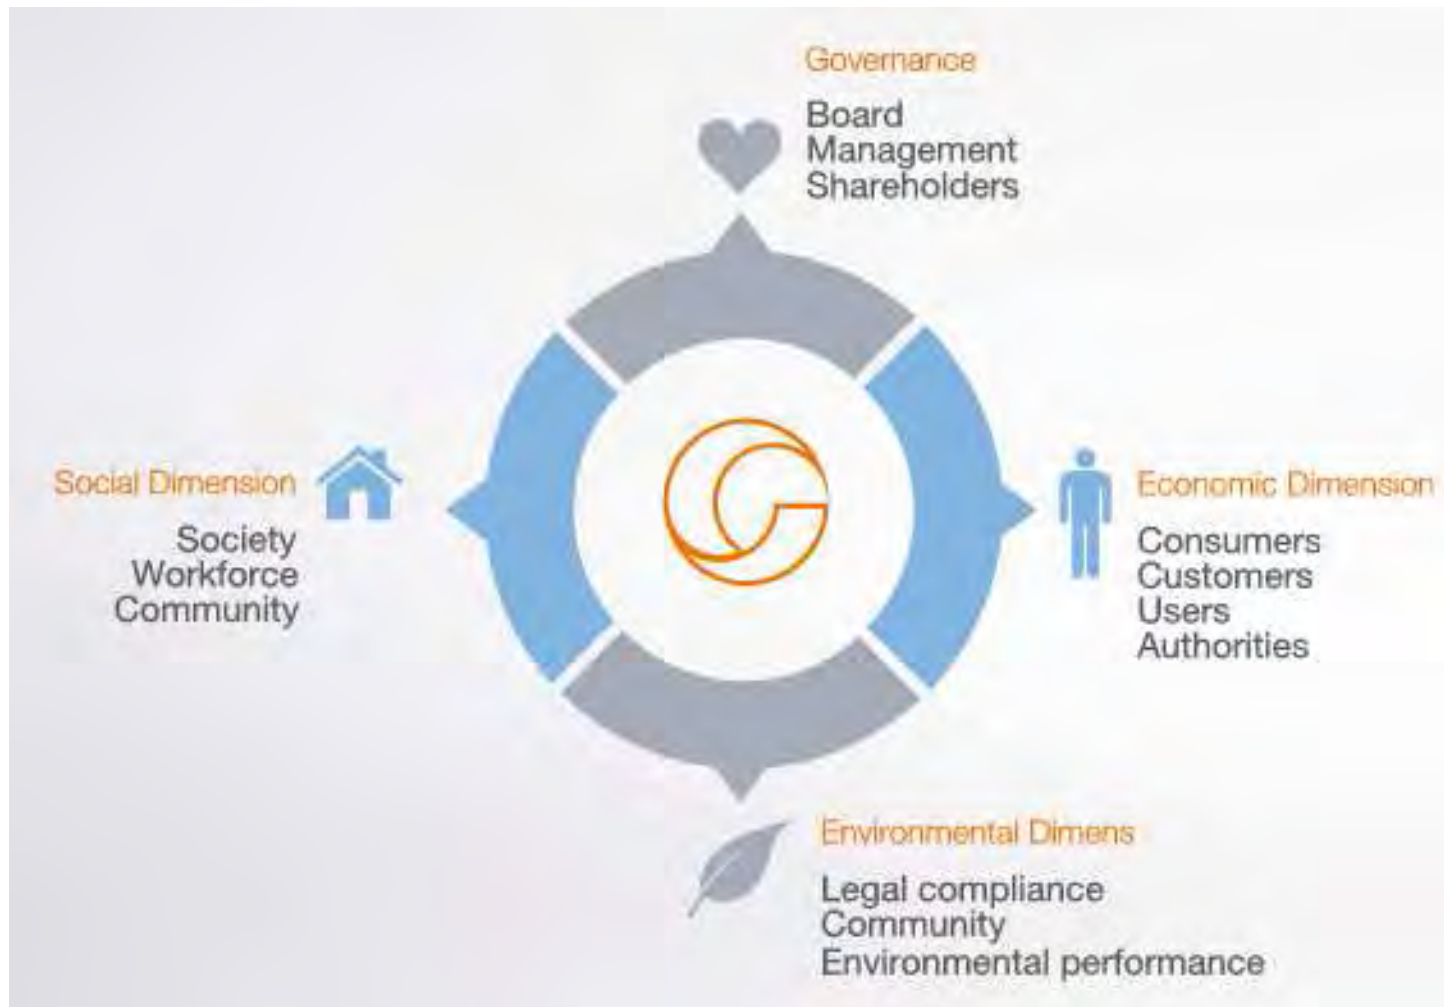 Governance
Board
Management
Shareholders
Social Dimension
Society
Workforce
Community
Economic Dimension
Consumers
Customers
Users
Authorities
Environmental Dimens
Legal compliance
Community
Environmental performance